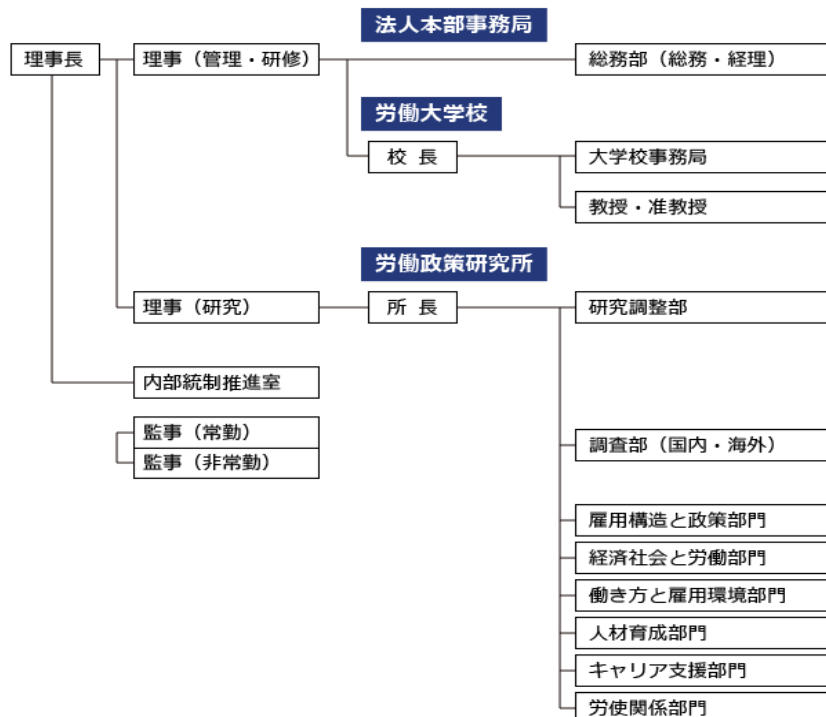 法人本部事務局
理事長
理事（管理・研修）
総務部（総務・経理）
労働大学校
校 長
大学校事務局
教授・准教授
労働政策研究所
理事（研究）
所 長
研究調整部
内部統制推進室
監事（常勤）
監事（非常勤）
調査部（国内・海外）
雇用構造と政策部門
経済社会と労働部門
働き方と雇用環境部門
人材育成部門
キャリア支援部門
労使関係部門